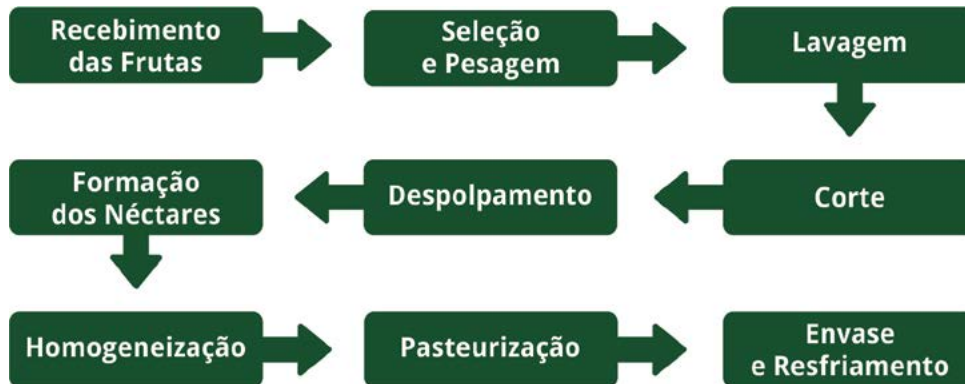 Recebimento
das Frutas
Seleção
e Pesagem
Lavagem
Corte
Despolpamento
Formação
dos Néctares
Homogeneização
Pasteurização
Envase
e Resfriamento